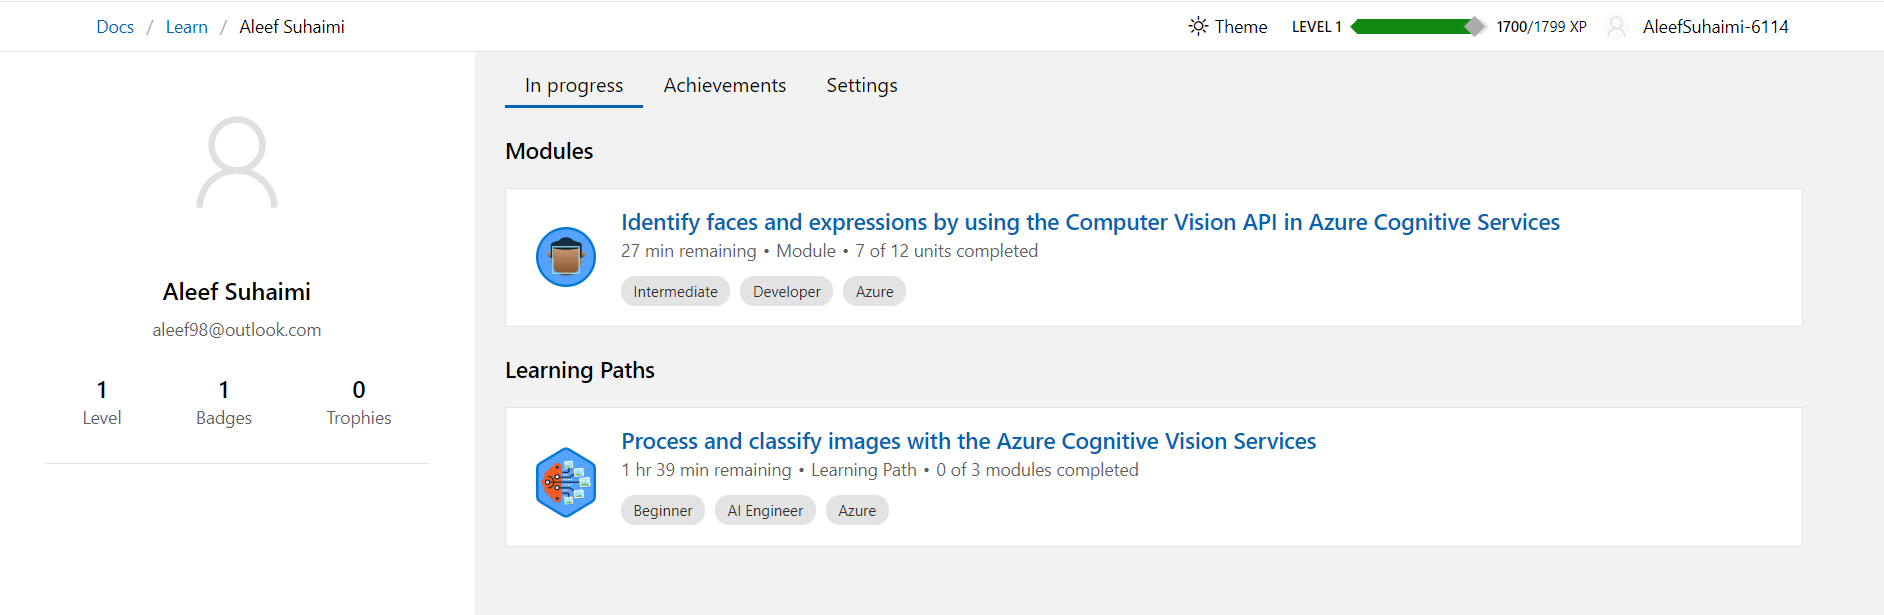 Docs / Learn / Aleef Suhaimi
Theme
LEVEL 1
1700/1799 XP
AleefSuhaimi-6114
Aleef Suhaimi
aleef98@outlook.com
1 1 0
Level Badges Trophies
In progress Achievements Settings
Modules
Identify faces and expressions by using the Computer Vision API in Azure Cognitive Services
27 min remaining • Module • 7 of 12 units completed
Intermediate Developer Azure
Learning Paths
Process and classify images with the Azure Cognitive Vision Services
1 hr 39 min remaining • Learning Path • 0 of 3 modules completed
Beginner AI Engineer Azure